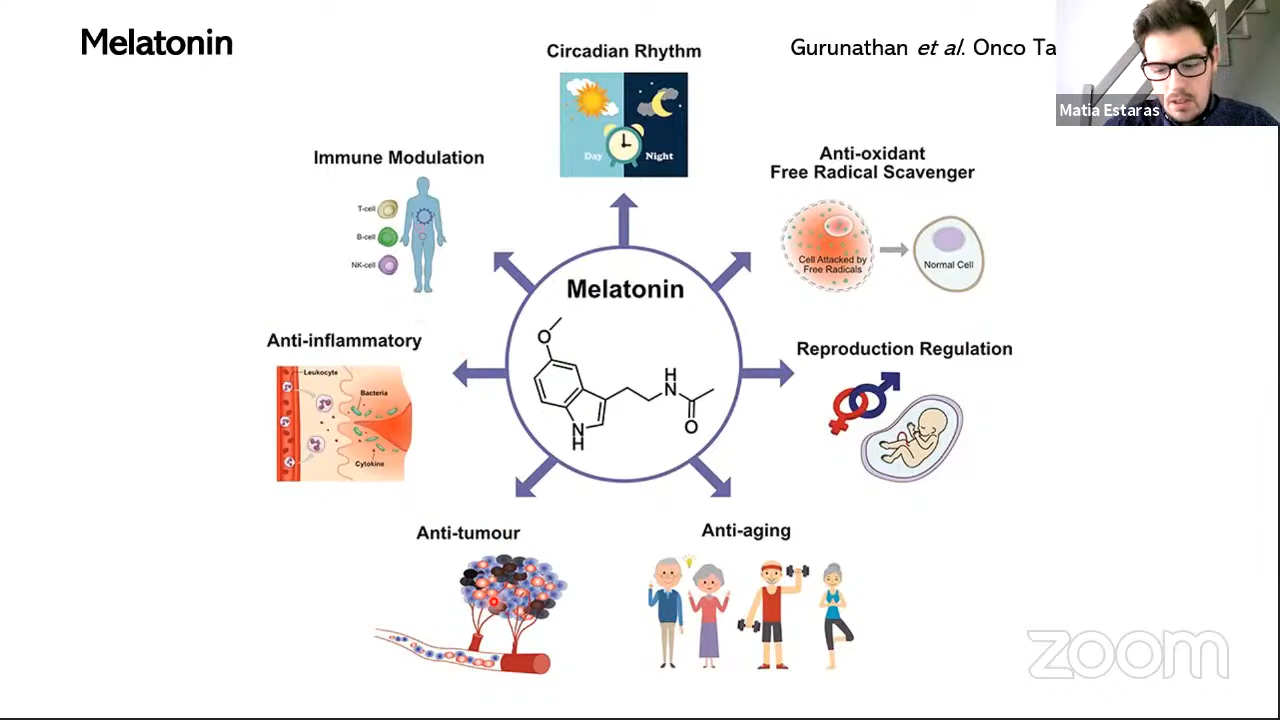 Melatonin
Gurunathan et al. Onco Ta
Matia Estaras
Circadian Rhythm
Day
Night
Immune Modulation
T-cell
B-cell
NK-cell
Anti-oxidant
Free Radical Scavenger
Cell Attacked by
Free Radicals
Normal Cell
Melatonin
O
H
N
O
N
H
Anti-inflammatory
Leukocyte
Bacteria
Cytokine
Reproduction Regulation
Anti-tumour
Anti-aging
zoom